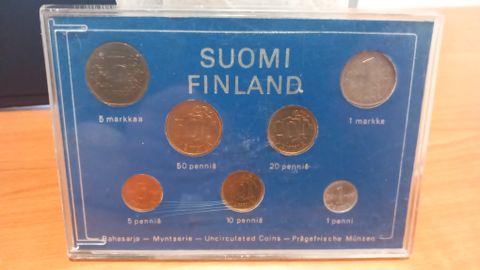 SUOMI
FINLAND
5 markkaa
1 markka
50 penniä
20 penniä
5 penniä
10 penniä
1 penni
Rahasarja — Myntserie — Uncirculated Coins — Prägefrische Münzen